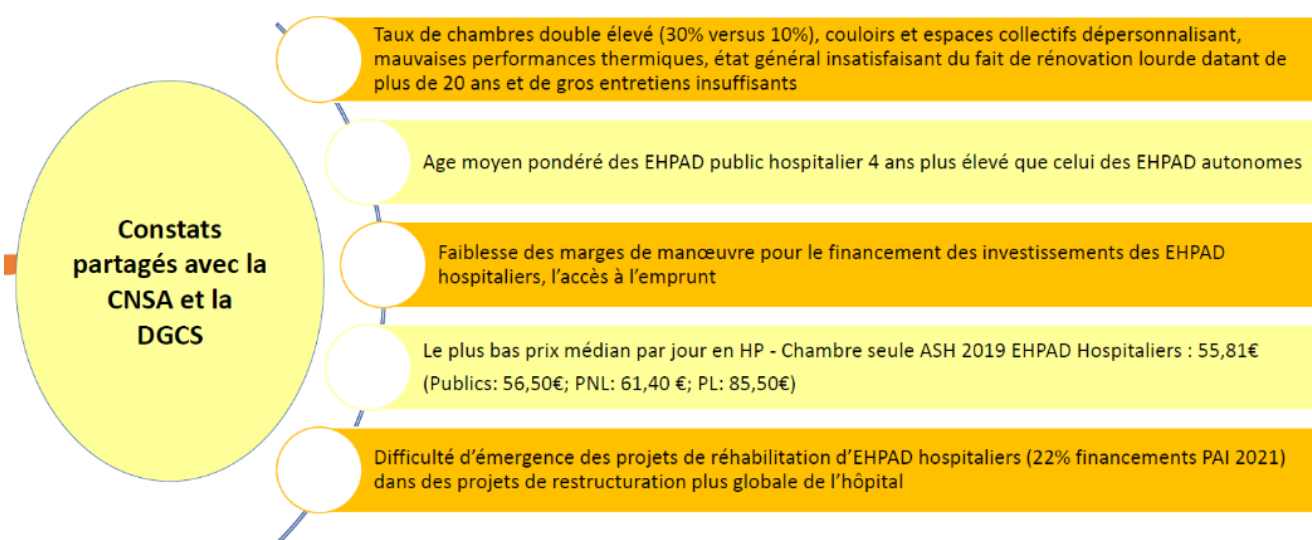 Constats
partagés avec la
CNSA et la
DGCS
Taux de chambres double élevé (30% versus 10%), couloirs et espaces collectifs dépersonnalisant,
mauvaises performances thermiques, état général insatisfaisant du fait de rénovation lourde datant de
plus de 20 ans et de gros entretiens insuffisants
Age moyen pondéré des EHPAD public hospitalier 4 ans plus élevé que celui des EHPAD autonomes
Faiblesse des marges de manœuvre pour le financement des investissements des EHPAD
hospitaliers, l’accès à l’emprunt
Le plus bas prix médian par jour en HP - Chambre seule ASH 2019 EHPAD Hospitaliers : 55,81€
(Publics: 56,50€; PNL: 61,40 €; PL: 85,50€)
Difficulté d’émergence des projets de réhabilitation d’EHPAD hospitaliers (22% financements PAI 2021)
dans des projets de restructuration plus globale de l’hôpital